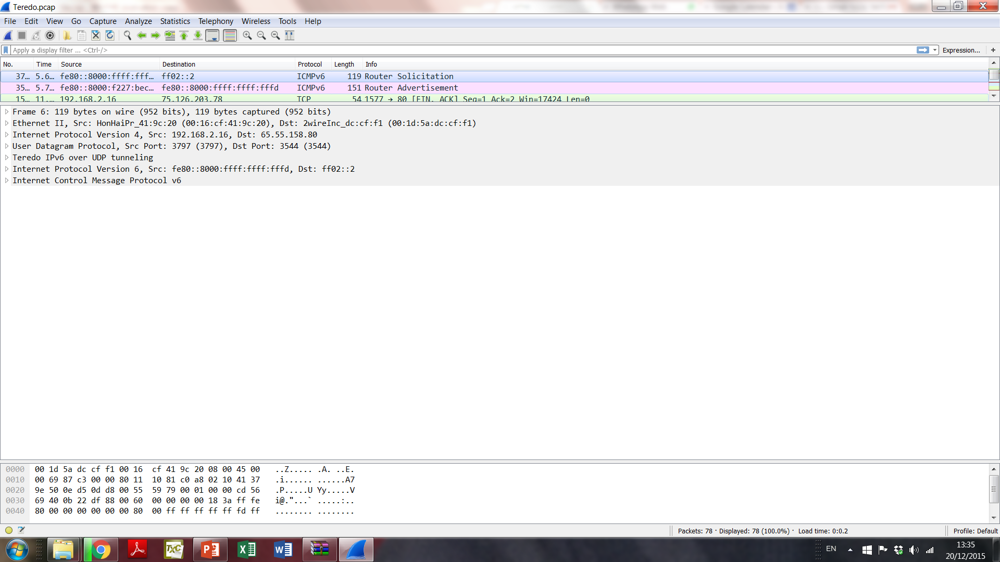 Teredo.pcap
File Edit View Go Capture Analyze Statistics Telephony Wireless Tools Help
Apply a display filter ... <Ctrl-/> Expression... +
No. Time Source Destination Protocol Length Info
37... 5.6... fe80::8000:ffff:fff... ff02::2 ICMPv6 119 Router Solicitation
35... 5.7... fe80::8000:f227:bec... fe80::8000:ffff:ffff:fffd ICMPv6 151 Router Advertisement
15... 11... 192.168.2.16 75.126.203.78 TCP 54 1577 → 80 [FIN, ACK] Seq=1 Ack=2 Win=17424 Len=0
Frame 6: 119 bytes on wire (952 bits), 119 bytes captured (952 bits)
Ethernet II, Src: HonHaiPr_41:9c:20 (00:16:cf:41:9c:20), Dst: 2wireInc_dc:cf:f1 (00:1d:5a:dc:cf:f1)
Internet Protocol Version 4, Src: 192.168.2.16, Dst: 65.55.158.80
User Datagram Protocol, Src Port: 3797 (3797), Dst Port: 3544 (3544)
Teredo IPv6 over UDP tunneling
Internet Protocol Version 6, Src: fe80::8000:ffff:ffff:fffd, Dst: ff02::2
Internet Control Message Protocol v6
0000 00 1d 5a dc cf f1 00 16 cf 41 9c 20 08 00 45 00 ..Z..... .A. ..E.
0010 00 69 87 c3 00 00 80 11 10 81 c0 a8 02 10 41 37 .i...... ......A7
0020 9e 50 0e d5 0d d8 00 55 59 79 00 01 00 00 cd 56 .P.....U Yy.....V
0030 69 40 0b 22 df 88 00 60 00 00 00 00 18 3a ff fe i@."...` .....:..
0040 80 00 00 00 00 00 00 80 00 ff ff ff ff ff fd ff ........ ........
Packets: 78 · Displayed: 78 (100.0%) · Load time: 0:0.2 Profile: Default
EN 13:35
20/12/2015